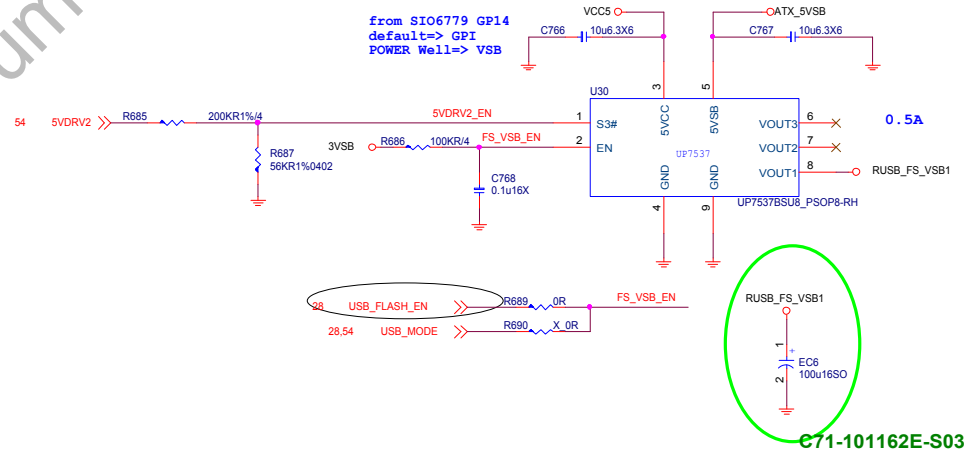 um
from SIO6779 GP14
default=> GPI
POWER Well=> VSB
VCC5
ATX_5VSB
C766
10u6.3X6
C767
10u6.3X6
U30
3
5
54
5VDRV2
R685
200KR1%/4
5VDRV2_EN
1
S3#
5VCC
5VSB
VOUT3
6
0.5A
R687
56KR1%0402
3VSB
R686
100KR/4
FS_VSB_EN
2
EN
UP7537
VOUT2
7
VOUT1
8
RUSB_FS_VSB1
C768
0.1u16X
GND
GND
UP7537BSU8_PSOP8-RH
4
9
28
USB_FLASH_EN
R689
0R
FS_VSB_EN
28,54
USB_MODE
R690
X_0R
RUSB_FS_VSB1
1
+
EC6
100u16SO
2
C71-101162E-S03